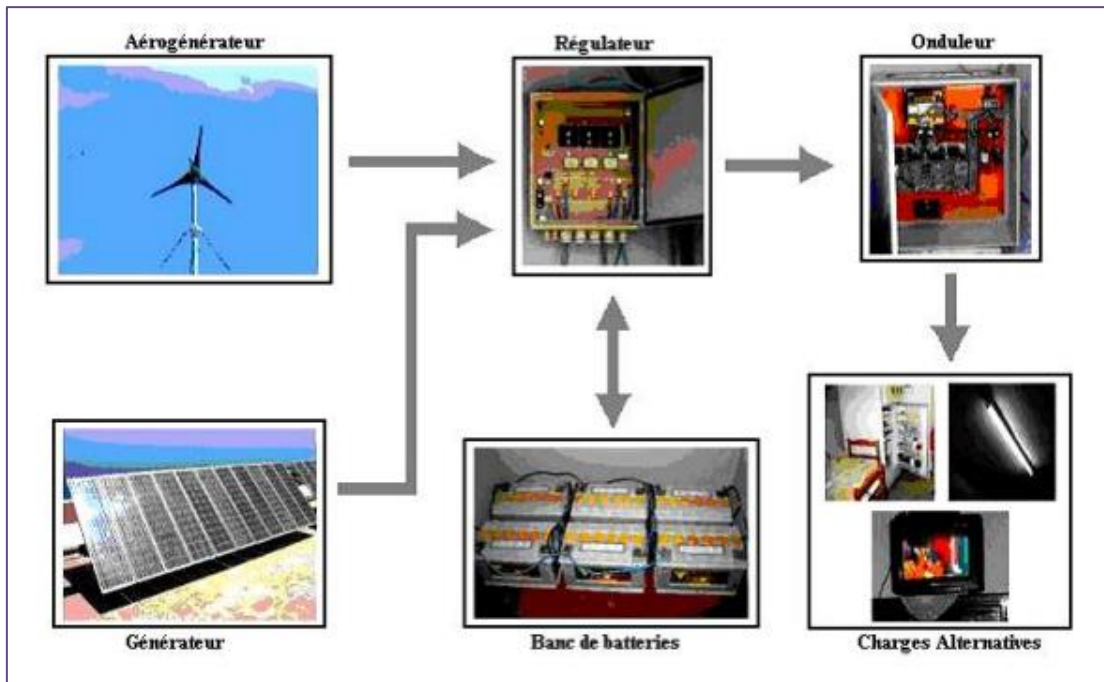 Aérogénérateur
Régulateur
Onduleur
Générateur
Banc de batteries
Charges Alternatives